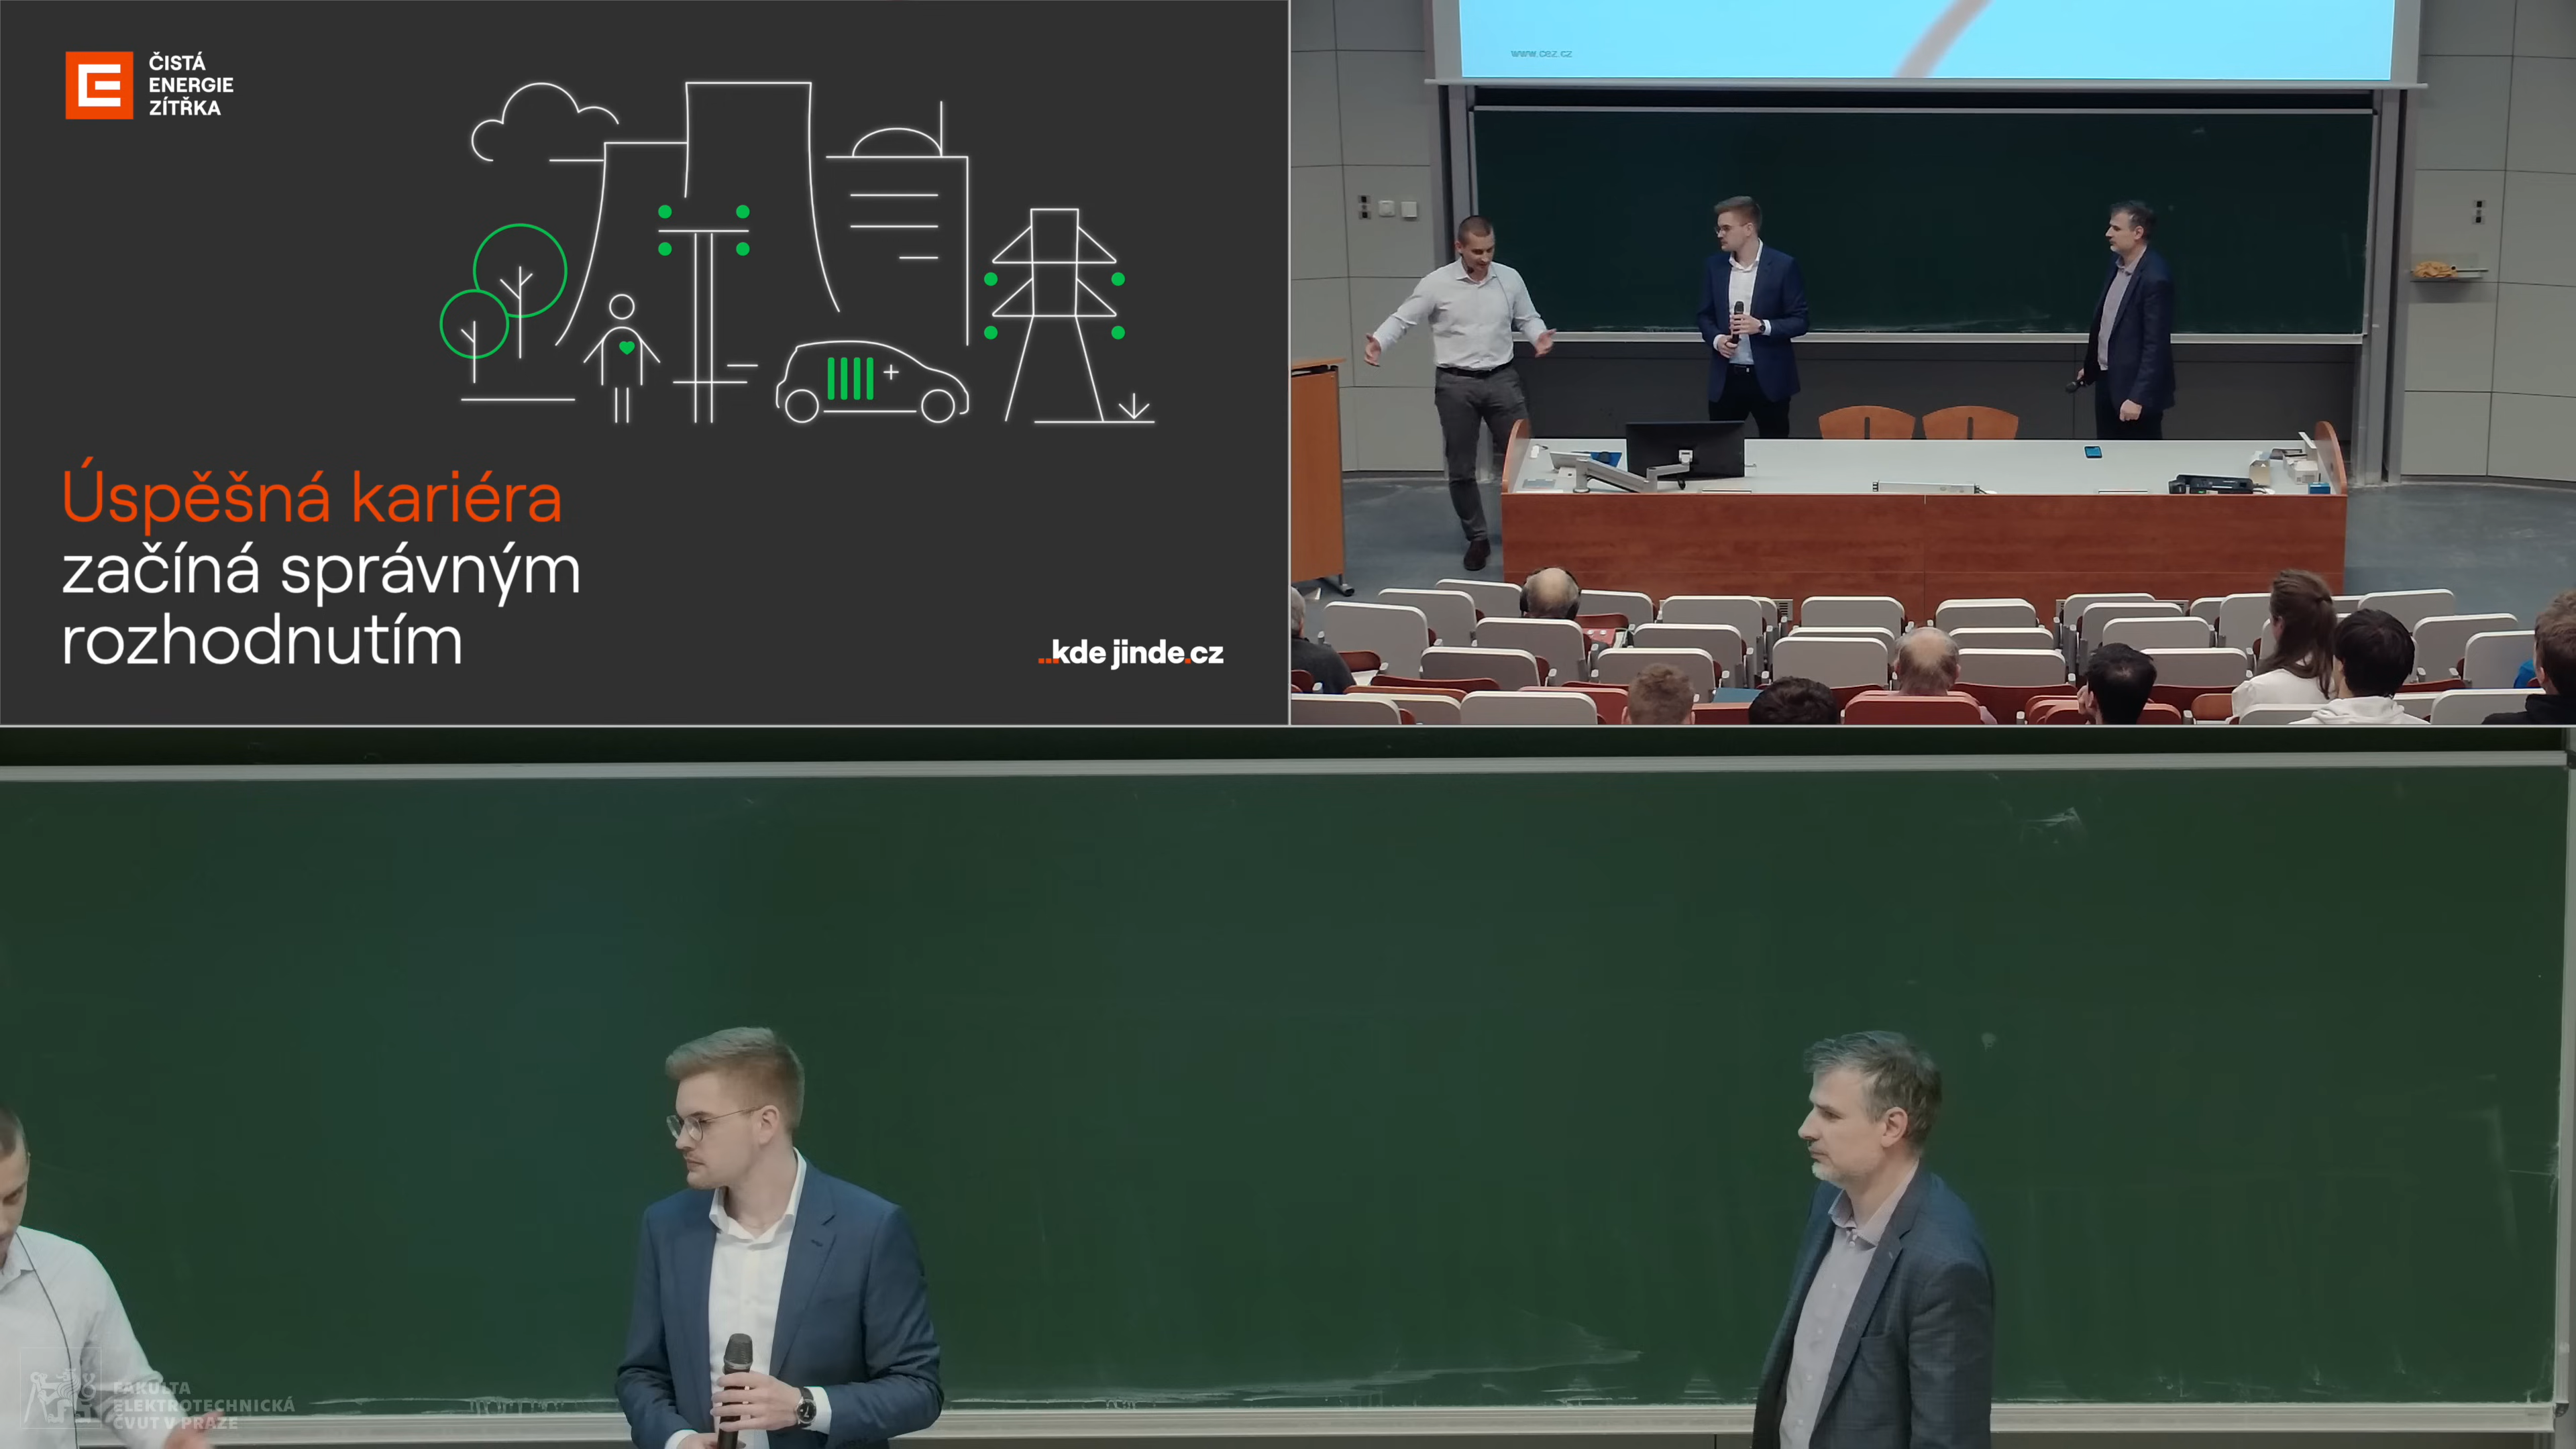 ČISTÁ
ENERGIE
ZÍTŘKA
Úspěšná kariéra
začíná správným
rozhodnutím
..kde jinde.cz
www.cez.cz
FAKULTA
ELEKTROTECHNICKÁ
ČVUT V PRAZE